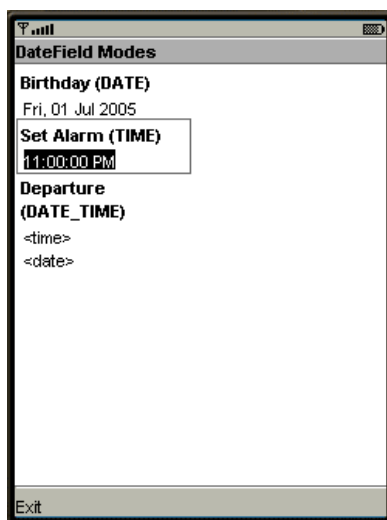 DateField Modes
Birthday (DATE)
Fri, 01 Jul 2005
Set Alarm (TIME)
11:00:00 PM
Departure
(DATE_TIME)
<time>
<date>
Exit